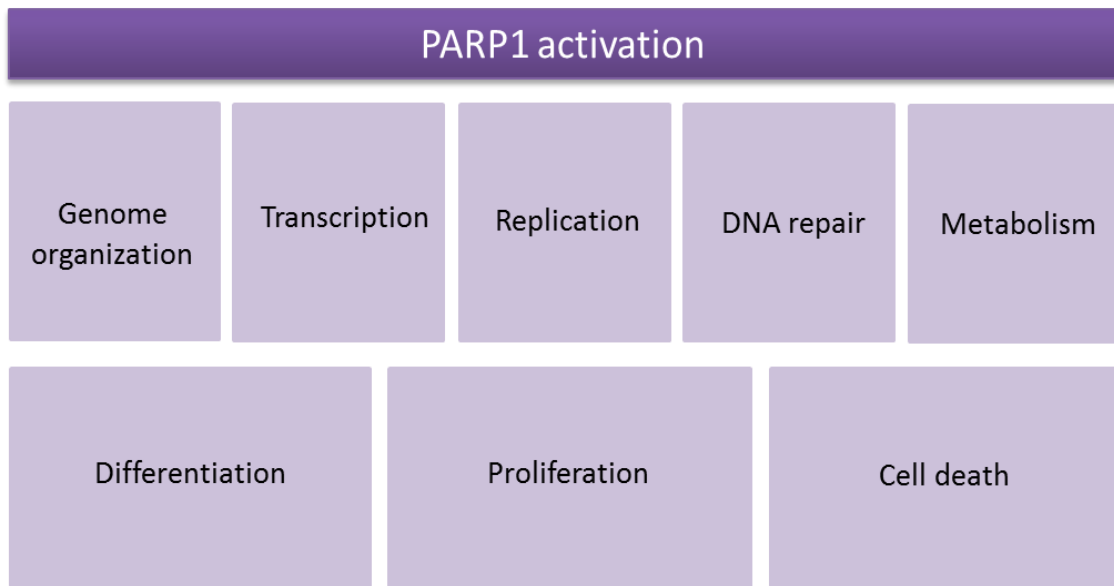 PARP1 activation
Genome
organization
Transcription
Replication
DNA repair
Metabolism
Differentiation
Proliferation
Cell death